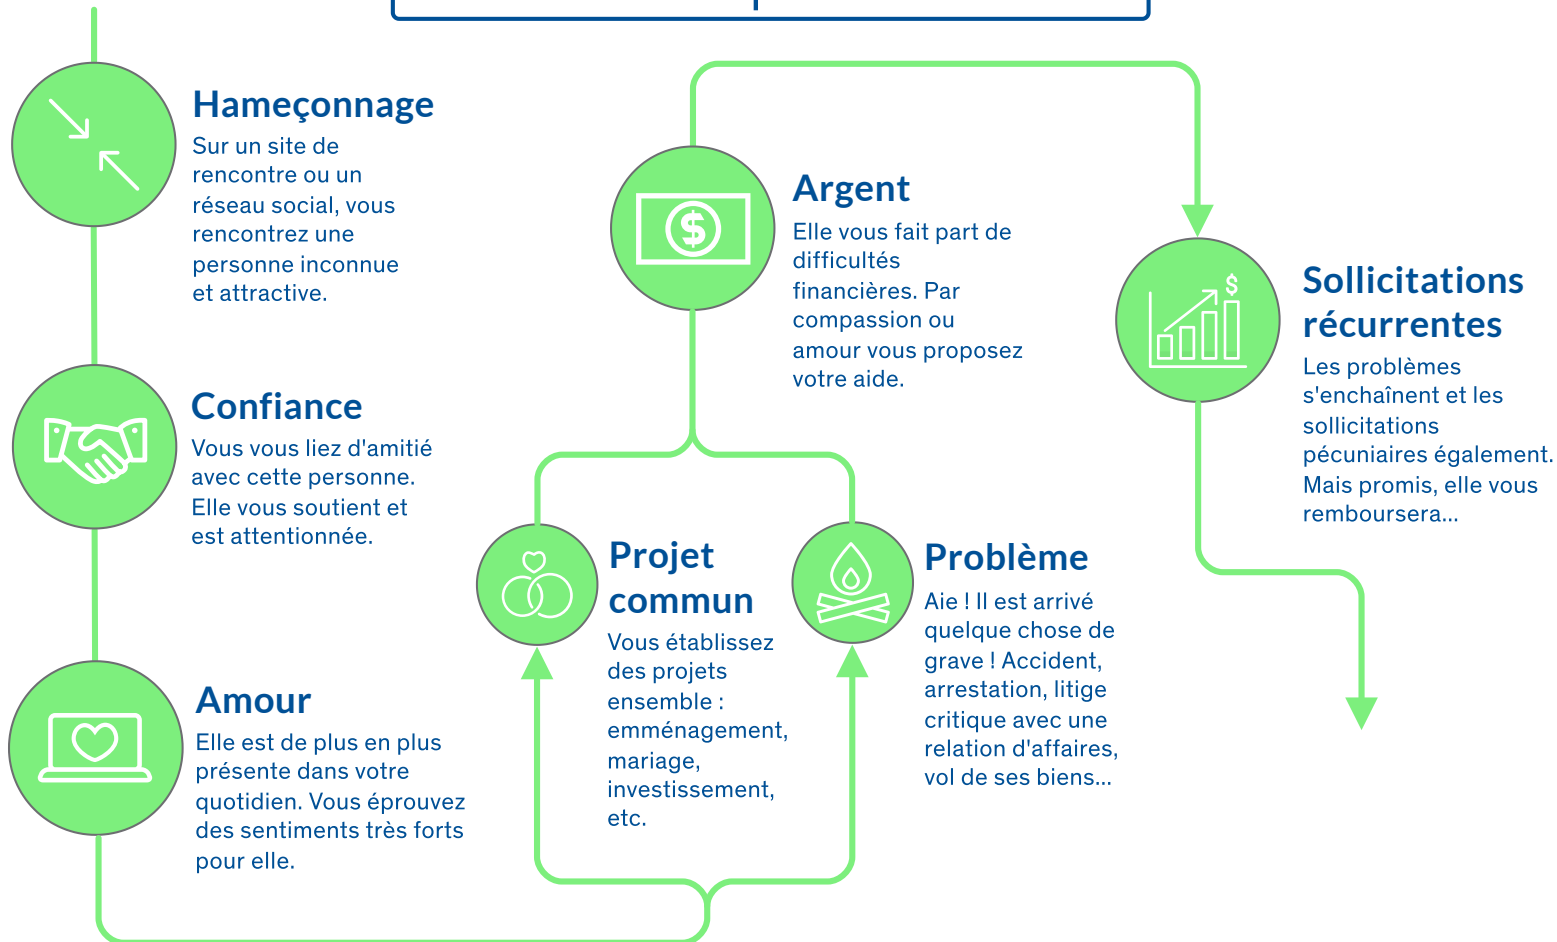 Hameçonnage
Sur un site de
rencontre ou un
réseau social, vous
rencontrez une
personne inconnue
et attractive.
Confiance
Vous vous liez d'amitié
avec cette personne.
Elle vous soutient et
est attentionnée.
Amour
Elle est de plus en plus
présente dans votre
quotidien. Vous éprouvez
des sentiments très forts
pour elle.
Projet
commun
Vous établissez
des projets
ensemble :
emménagement,
mariage,
investissement,
etc.
Problème
Aie ! Il est arrivé
quelque chose de
grave ! Accident,
arrestation, litige
critique avec une
relation d'affaires,
vol de ses biens...
$
Argent
Elle vous fait part de
difficultés
financières. Par
compassion ou
amour vous proposez
votre aide.
$
Sollicitations
récurrentes
Les problèmes
s'enchaînent et les
sollicitations
pécuniaires également.
Mais promis, elle vous
remboursera...